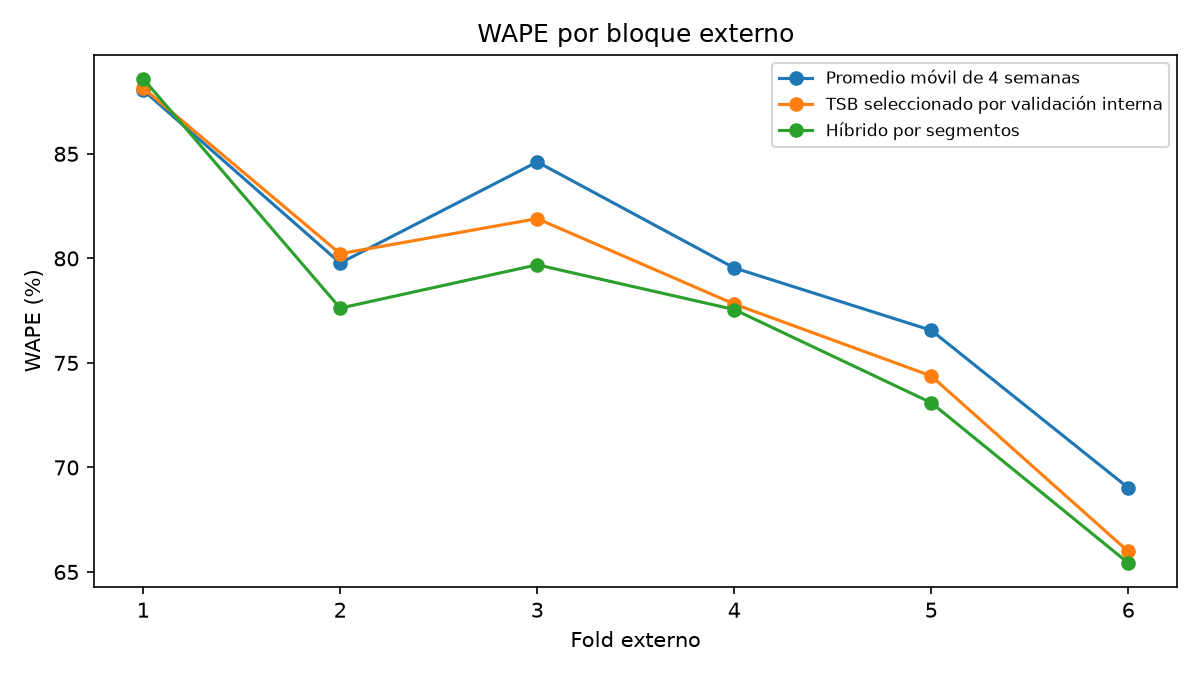 WAPE por bloque externo
Promedio móvil de 4 semanas
TSB seleccionado por validación interna
Híbrido por segmentos
WAPE (%)
85
80
75
70
65
1 2 3 4 5 6
Fold externo